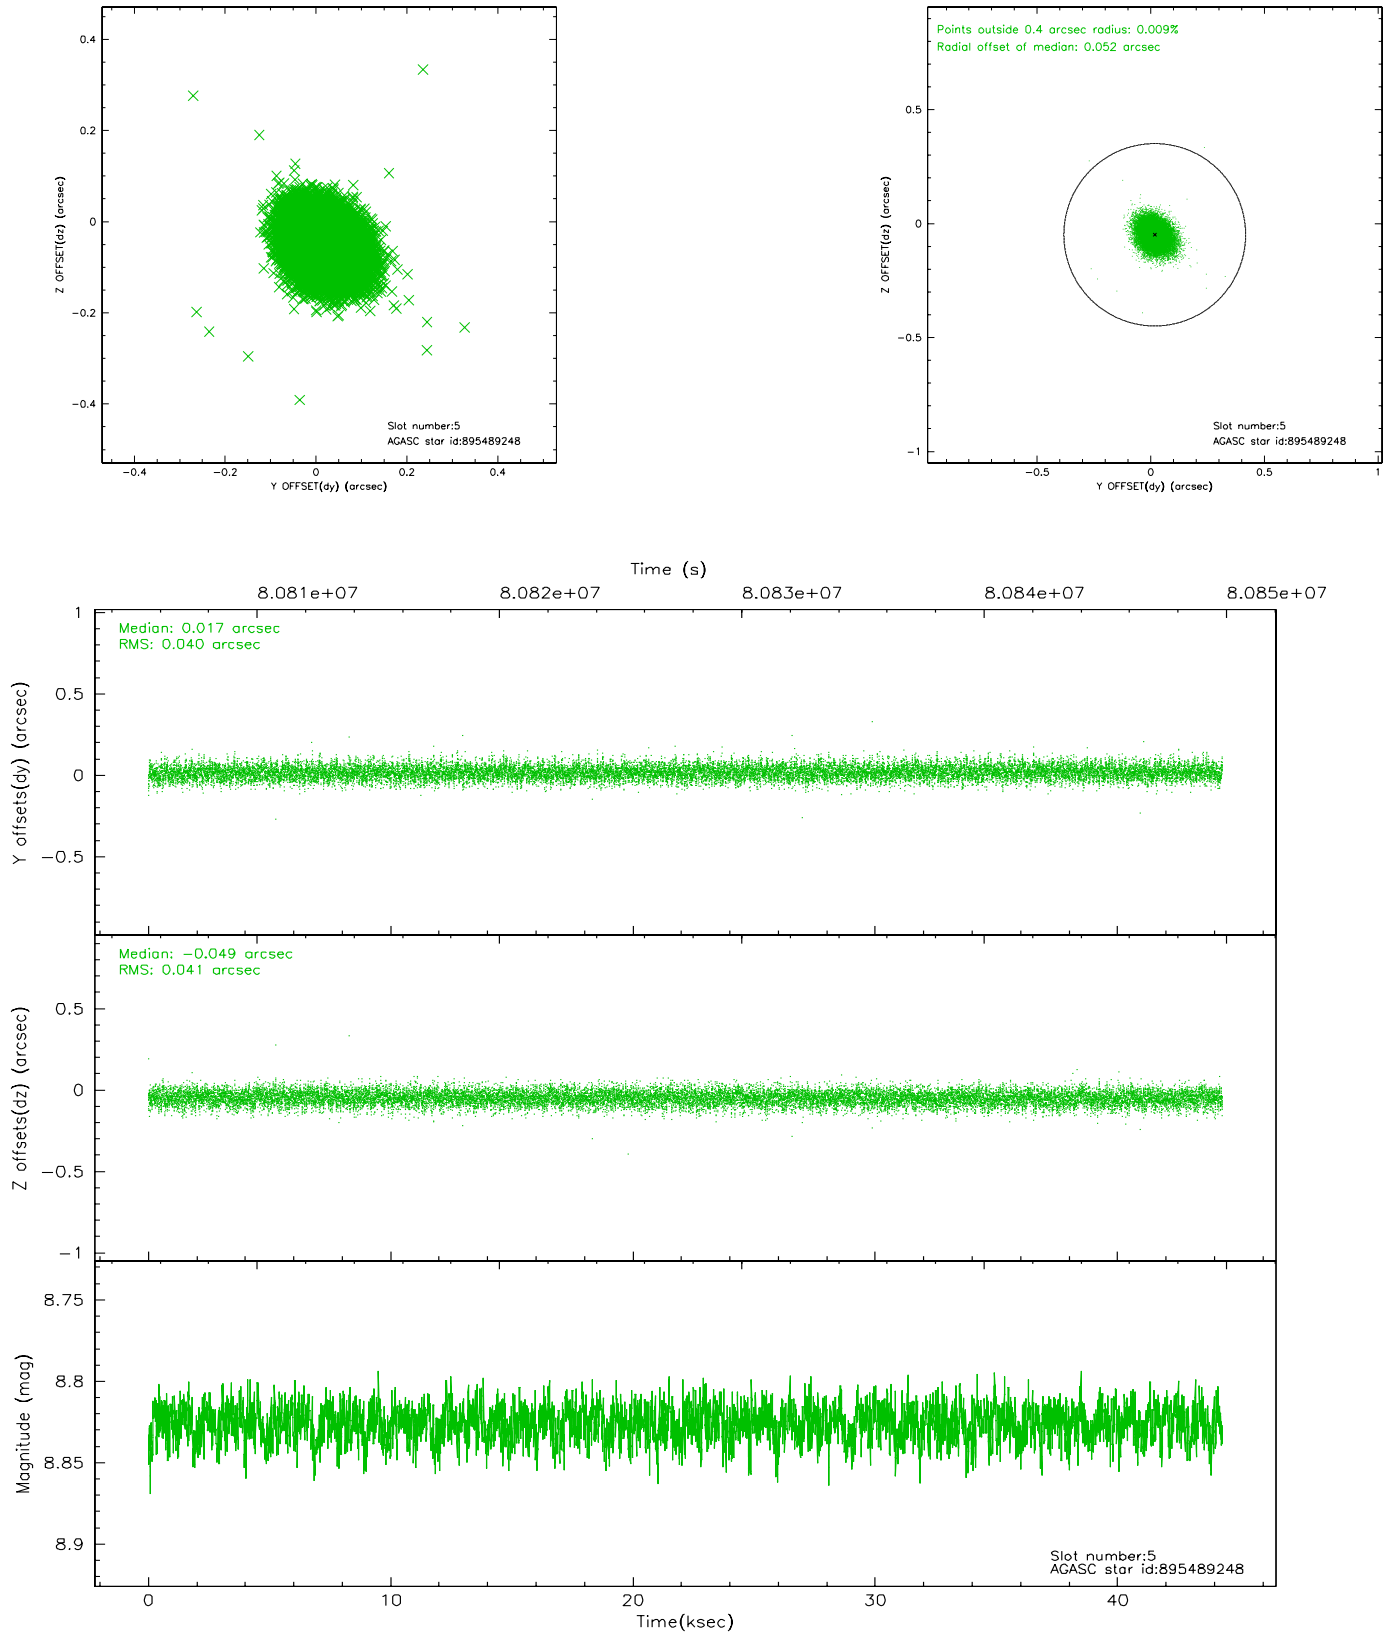 0.4
0.2
0
−0.2
−0.4
Z OFFSET(dz) (arcsec)
Slot number:5
AGASC star id:895489248
−0.4
−0.2
0
0.2
0.4
Y OFFSET(dy) (arcsec)
Points outside 0.4 arcsec radius: 0.009%
Radial offset of median: 0.052 arcsec
0.5
0
−0.5
−1
Z OFFSET(dz) (arcsec)
Slot number:5
AGASC star id:895489248
−0.5
0
0.5
1
Y OFFSET(dy) (arcsec)
Time (s)
8.081e+07
8.082e+07
8.083e+07
8.084e+07
8.085e+07
1
0.5
0
−0.5
Y offsets(dy) (arcsec)
Median: 0.017 arcsec
RMS: 0.040 arcsec
0.5
0
−0.5
−1
Z offsets(dz) (arcsec)
Median: −0.049 arcsec
RMS: 0.041 arcsec
8.75
8.8
8.85
8.9
Magnitude (mag)
Slot number:5
AGASC star id:895489248
0
10
20
30
40
Time(ksec)